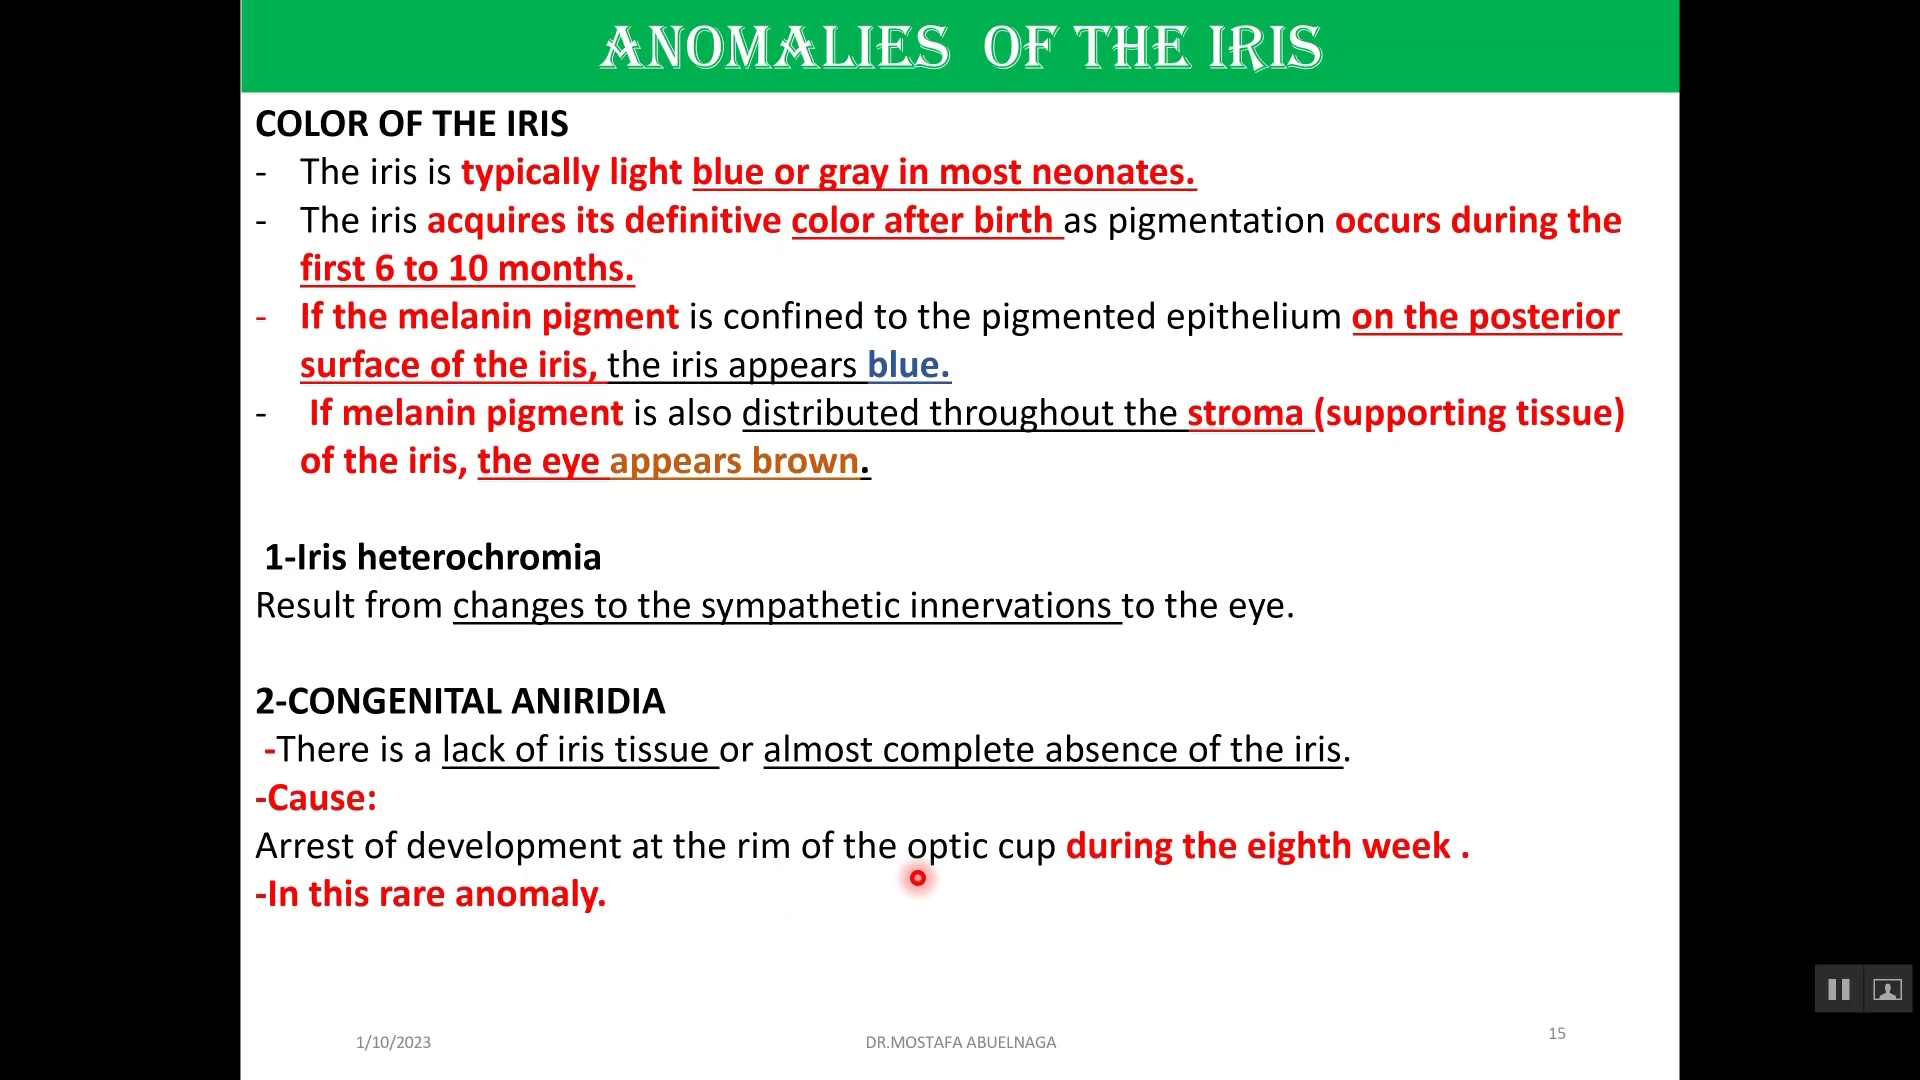 ANOMALIES OF THE IRIS
COLOR OF THE IRIS
- The iris is typically light blue or gray in most neonates.
- The iris acquires its definitive color after birth as pigmentation occurs during the
first 6 to 10 months.
- If the melanin pigment is confined to the pigmented epithelium on the posterior
surface of the iris, the iris appears blue.
- If melanin pigment is also distributed throughout the stroma (supporting tissue)
of the iris, the eye appears brown.
1-Iris heterochromia
Result from changes to the sympathetic innervations to the eye.
2-CONGENITAL ANIRIDIA
-There is a lack of iris tissue or almost complete absence of the iris.
-Cause:
Arrest of development at the rim of the optic cup during the eighth week .
-In this rare anomaly.
1/10/2023
DR.MOSTAFA ABUELNAGA
15